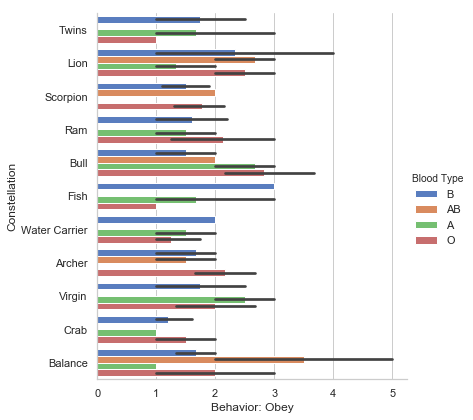 Twins
Lion
Scorpion
Ram
Bull
Fish
Water Carrier
Archer
Virgin
Crab
Balance
Constellation
0 1 2 3 4 5
Behavior: Obey
Blood Type
B
AB
A
O